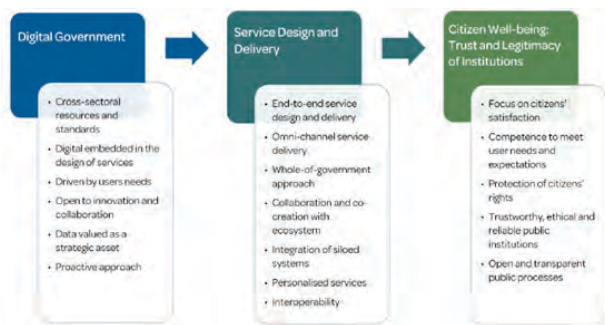 Digital Government
• Cross-sectoral
resources and
standards
• Digital embedded in the
design of services
• Driven by users needs
• Open to innovation and
collaboration
• Data valued as a
strategic asset
• Proactive approach
Service Design and
Delivery
• End-to-end service
design and delivery
• Omni-channel service
delivery
• Whole-of-government
approach
• Collaboration and co-
creation with
ecosystem
• Integration of siloed
systems
• Personalised services
• Interoperability
Citizen Well-being:
Trust and Legitimacy
of Institutions
• Focus on citizens'
satisfaction
• Competence to meet
user needs and
expectations
• Protection of citizens'
rights
• Trustworthy, ethical and
reliable public
institutions
• Open and transparent
public processes